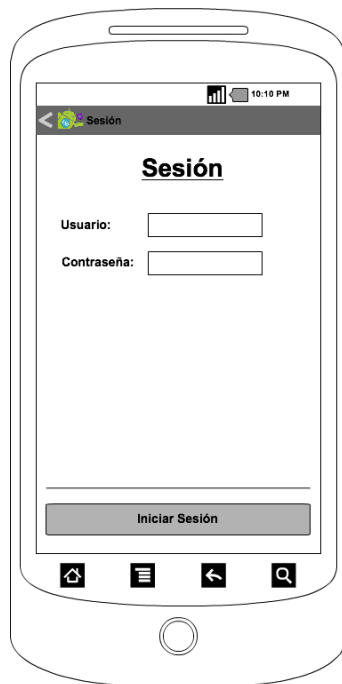 10:10 PM
Sesión
Sesión
Usuario:
Contraseña:
Iniciar Sesión